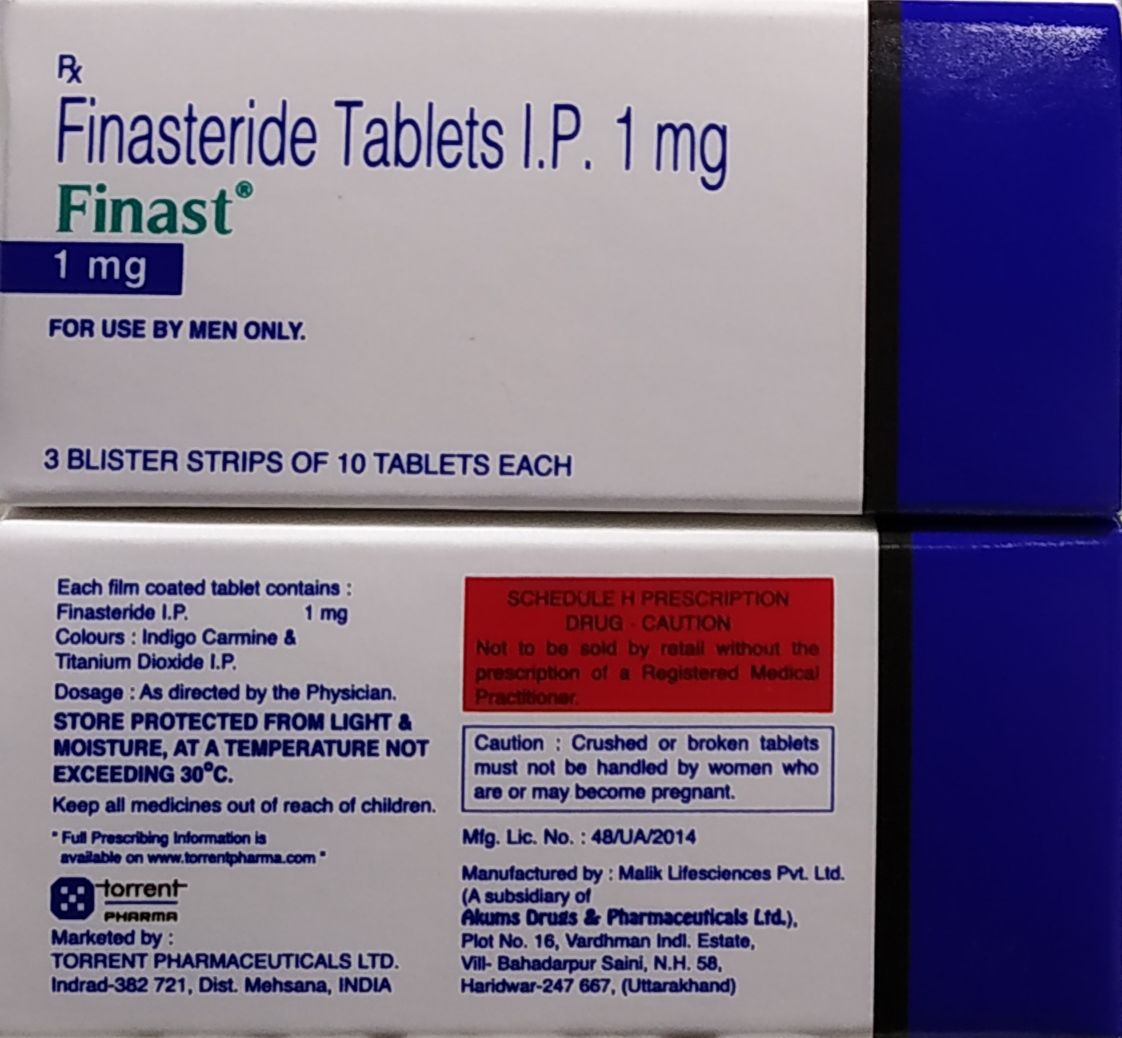 Rx
Finasteride Tablets I.P. 1 mg
Finast®
1 mg
FOR USE BY MEN ONLY.
3 BLISTER STRIPS OF 10 TABLETS EACH
Each film coated tablet contains :
Finasteride I.P. 1 mg
Colours : Indigo Carmine &
Titanium Dioxide I.P.
Dosage : As directed by the Physician.
STORE PROTECTED FROM LIGHT &
MOISTURE, AT A TEMPERATURE NOT
EXCEEDING 30°C.
Keep all medicines out of reach of children.
* Full Prescribing Information is
available on www.torrentpharma.com *
torrent
PHARMA
Marketed by :
TORRENT PHARMACEUTICALS LTD.
Indrad-382 721, Dist. Mehsana, INDIA
SCHEDULE H PRESCRIPTION
DRUG - CAUTION
Not to be sold by retail without the
prescription of a Registered Medical
Practitioner.
Caution : Crushed or broken tablets
must not be handled by women who
are or may become pregnant.
Mfg. Lic. No. : 48/UA/2014
Manufactured by : Malik Lifesciences Pvt. Ltd.
(A subsidiary of
Akums Drugs & Pharmaceuticals Ltd.),
Plot No. 16, Vardhman Indl. Estate,
Vill- Bahadarpur Saini, N.H. 58,
Haridwar-247 667, (Uttarakhand)